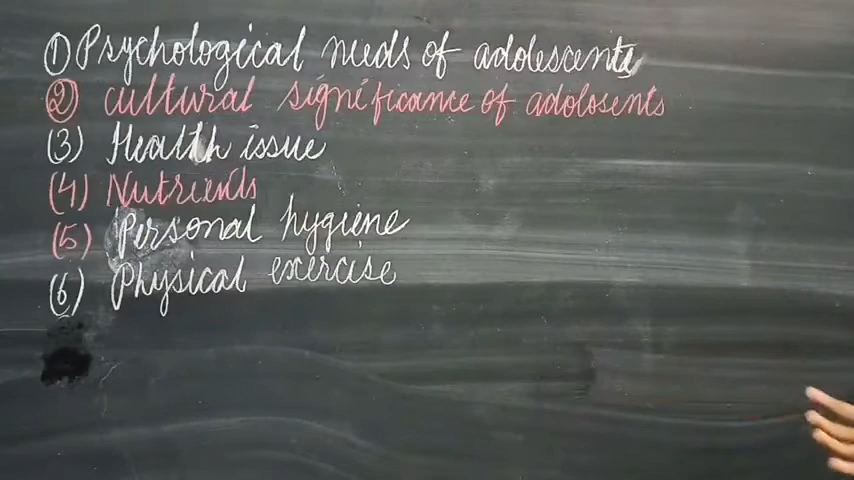 (1) Psychological needs of adolescents
(2) cultural significance of adolosents
(3) Health issue
(4) Nutrients
(5) Personal hygiene
(6) Physical exercise